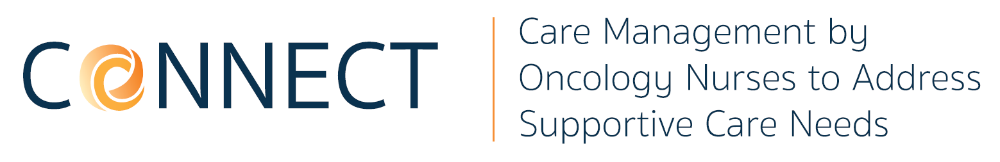 CONNECT
Care Management by
Oncology Nurses to Address
Supportive Care Needs